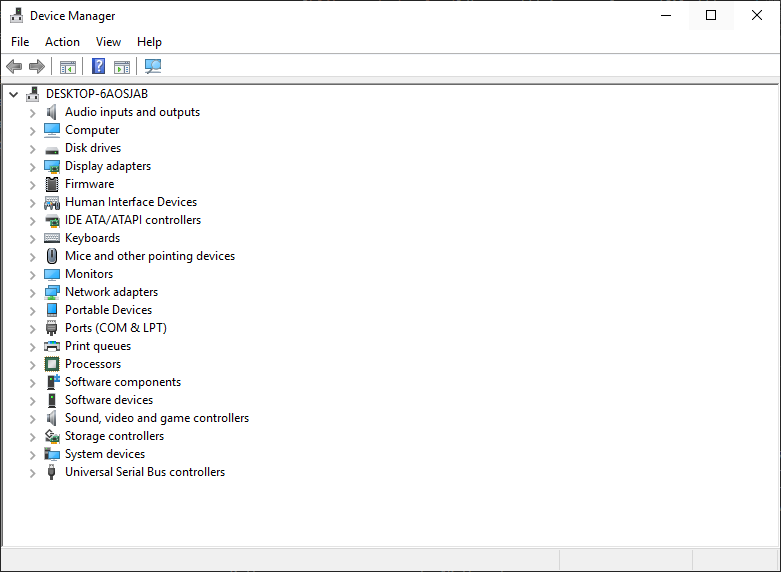 Device Manager
File Action View Help
DESKTOP-6AOSJAB
Audio inputs and outputs
Computer
Disk drives
Display adapters
Firmware
Human Interface Devices
IDE ATA/ATAPI controllers
Keyboards
Mice and other pointing devices
Monitors
Network adapters
Portable Devices
Ports (COM & LPT)
Print queues
Processors
Software components
Software devices
Sound, video and game controllers
Storage controllers
System devices
Universal Serial Bus controllers